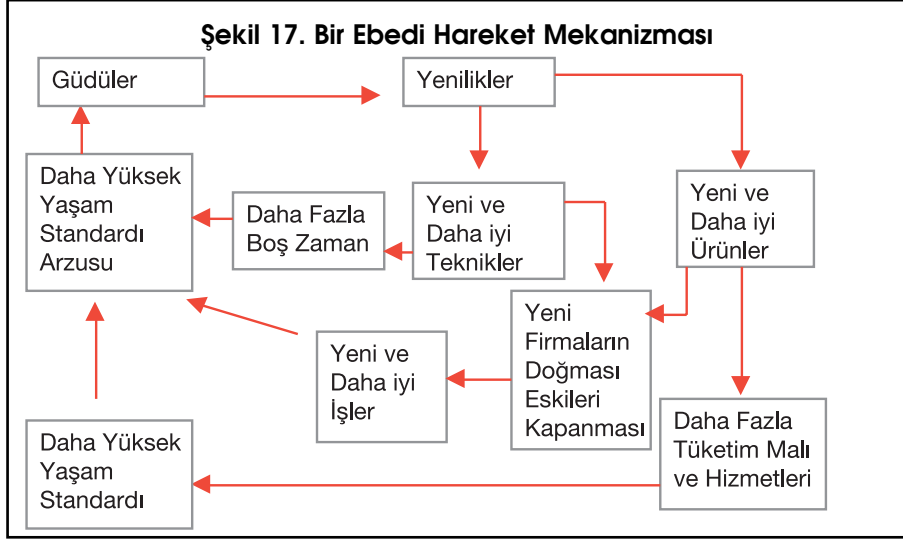 Şekil 17. Bir Ebedi Hareket Mekanizması
Güdüler
Yenilikler
Daha Yüksek
Yaşam
Standardı
Arzusu
Daha Fazla
Boş Zaman
Yeni ve
Daha iyi
Teknikler
Yeni ve
Daha iyi
Ürünler
Yeni ve
Daha iyi
İşler
Yeni
Firmaların
Doğması
Eskileri
Kapanması
Daha Yüksek
Yaşam
Standardı
Daha Fazla
Tüketim Malı
ve Hizmetleri